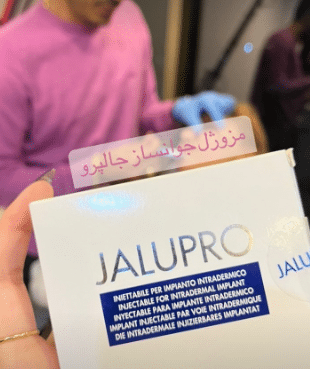 مزوژل جوانساز جالپرو
JALUPRO
INIETTABILE PER IMPIANTO INTRADERMICO
INJECTABLE FOR INTRADERMAL IMPLANT
INYECTABLE PARA IMPLANTE INTRADÉRMICO
IMPLANT INJECTABLE PAR VOIE INTRADERMIQUE
DIE INTRADERMALE INJIZIERBARES IMPLANTAT
JALU